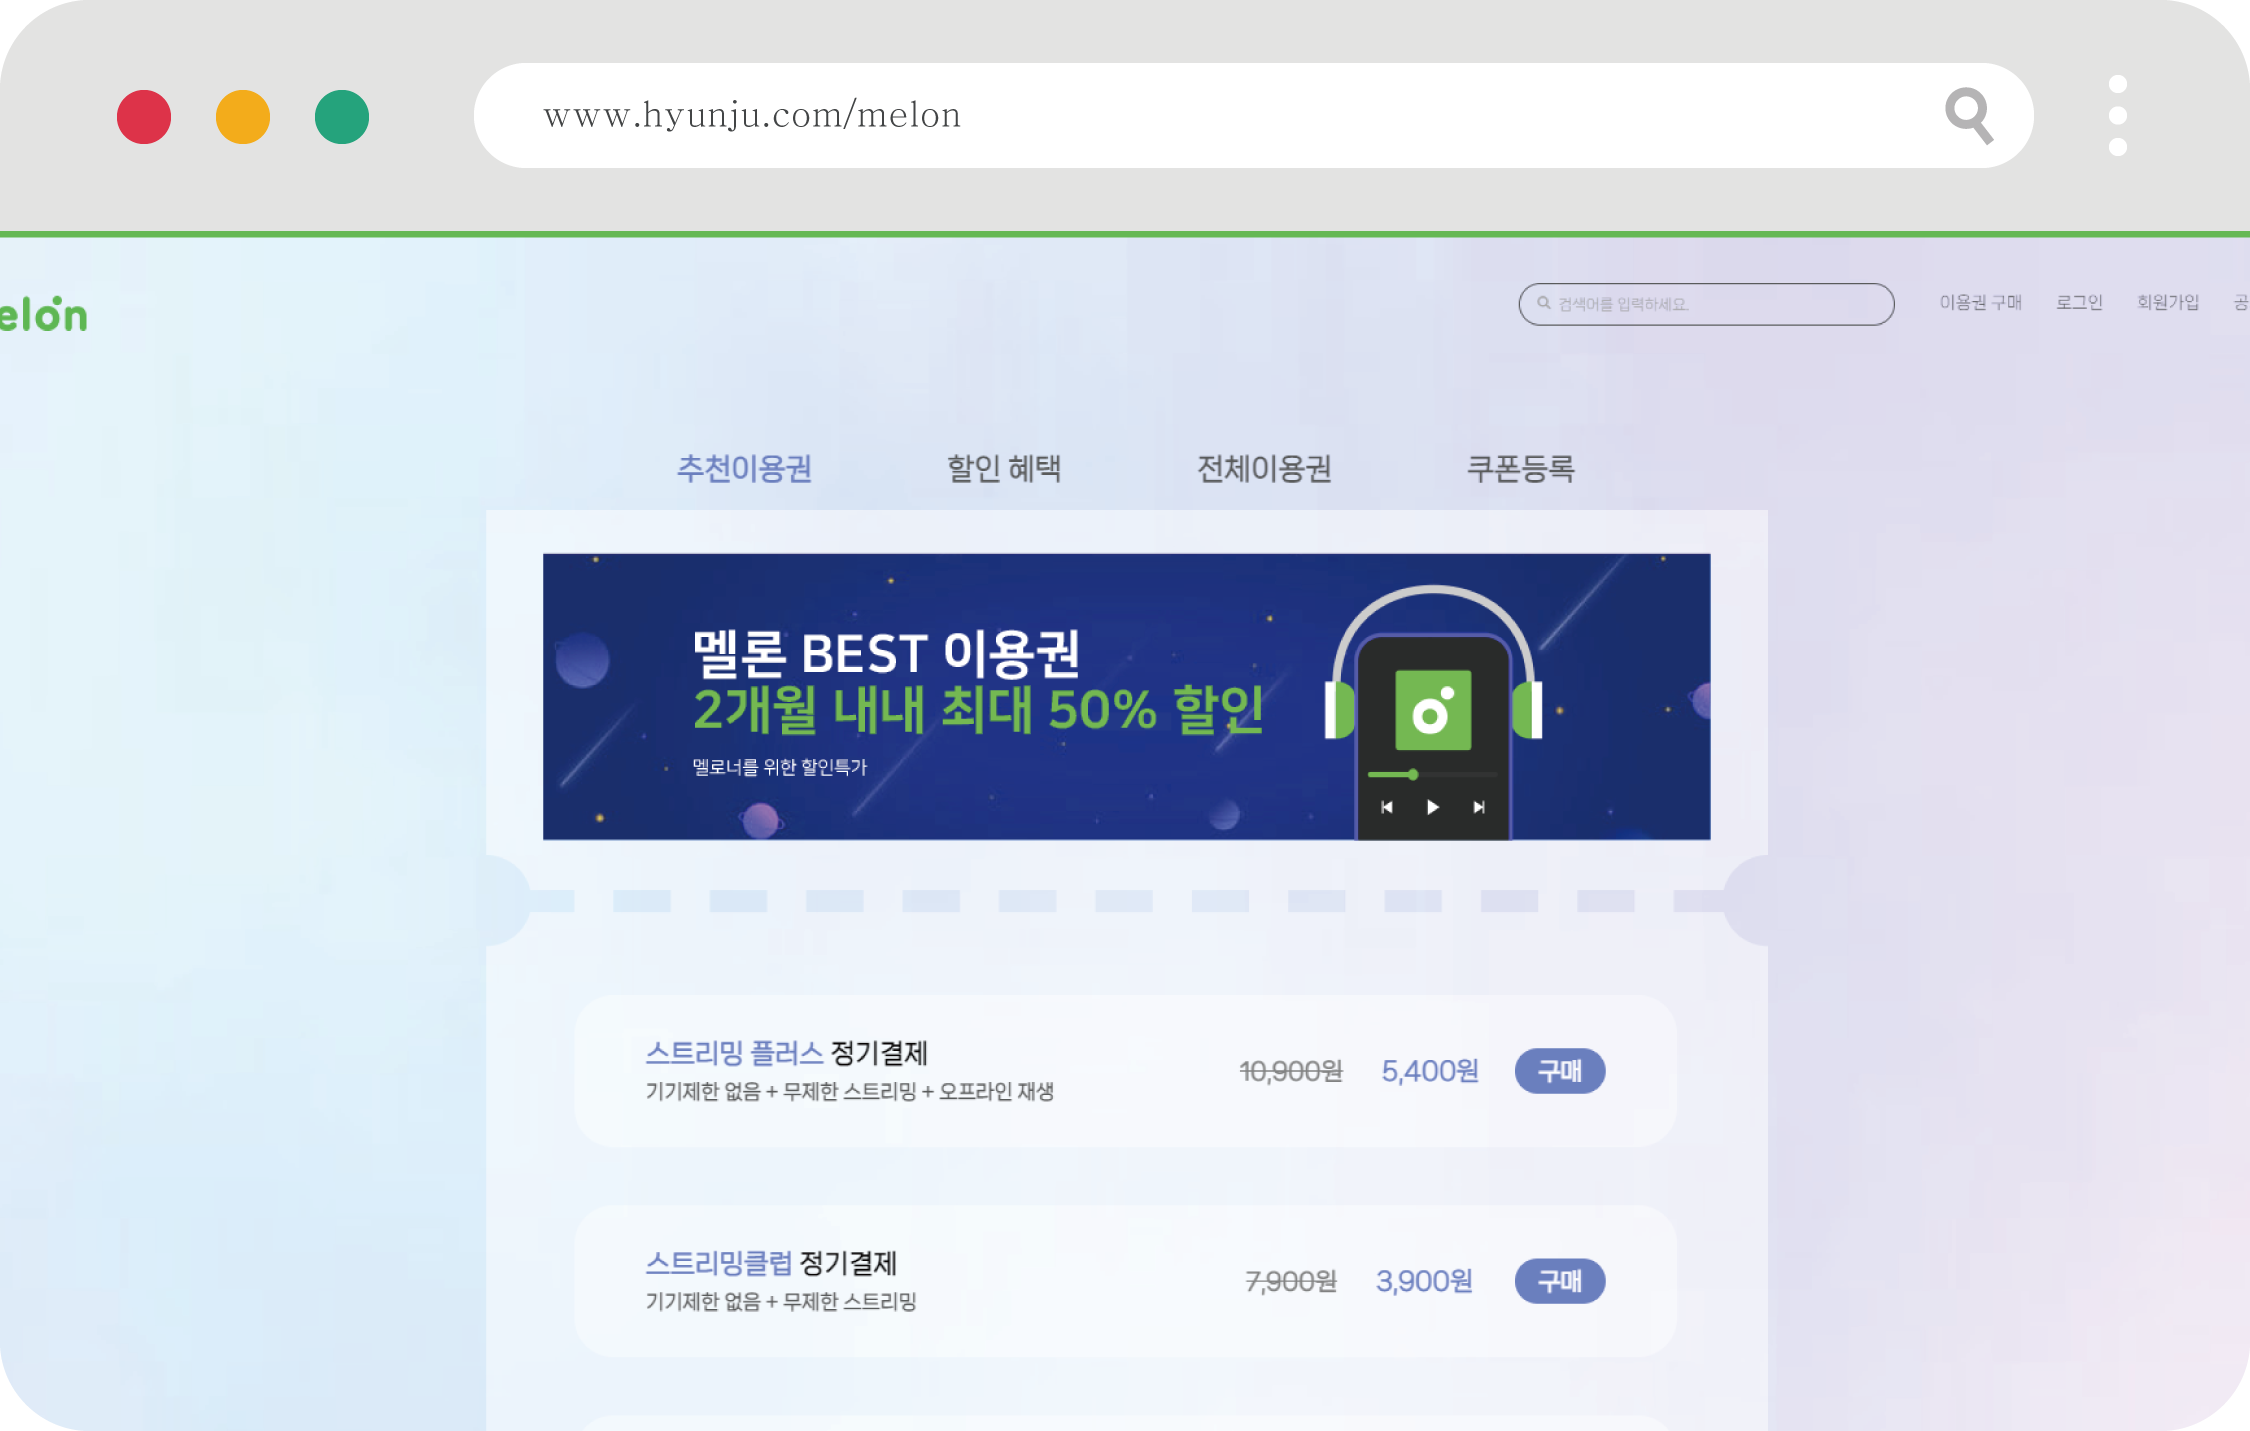 www.hyunju.com/melon
elon
검색어를 입력하세요.
이용권 구매 로그인 회원가입 공
추천이용권 할인 혜택 전체이용권 쿠폰등록
멜론 BEST 이용권
2개월 내내 최대 50% 할인
멜로너를 위한 할인특가
스트리밍 플러스 정기결제
기기제한 없음 + 무제한 스트리밍 + 오프라인 재생
10,900원 5,400원 구매
스트리밍클럽 정기결제
기기제한 없음 + 무제한 스트리밍
7,900원 3,900원 구매